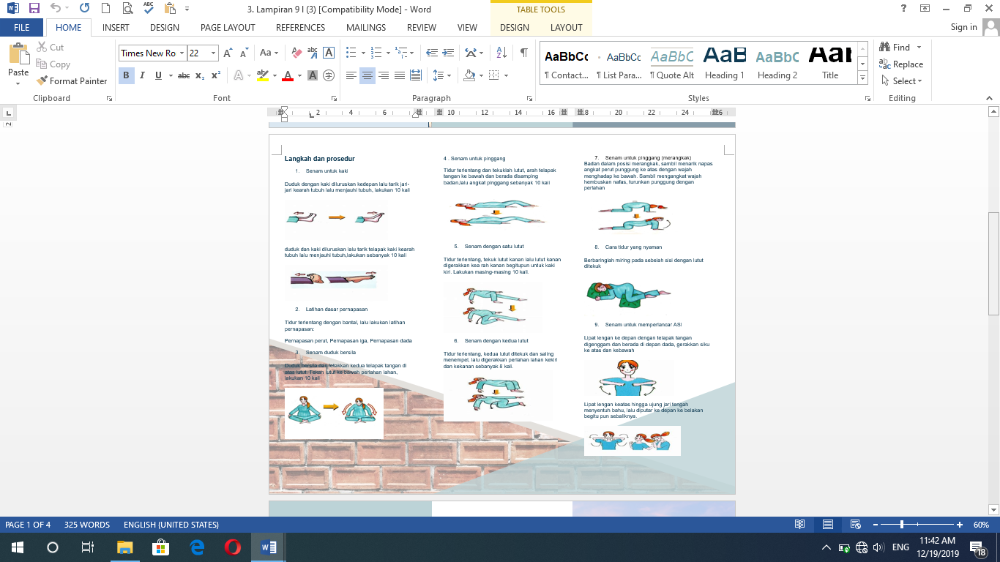 3. Lampiran 9 I (3) [Compatibility Mode] - Word
TABLE TOOLS
FILE
HOME
INSERT
DESIGN
PAGE LAYOUT
REFERENCES
MAILINGS
REVIEW
VIEW
DESIGN
LAYOUT
Sign in
Paste
Cut
Copy
Format Painter
Clipboard
Times New Ro
22
Font
Paragraph
AaBbCc
AaBbCc
AaBbC
AaB
AaBbC
AaB
¶ Contact...
¶ List Para...
¶ Quote Alt
Heading 1
Heading 2
Title
Styles
Find
Replace
Select
Editing
2 4 6 10 12 14 16 18 20 22 24 26
Langkah dan prosedur
1. Senam untuk kaki
Duduk dengan kaki diluruskan kedepan lalu tarik jari-
jari kearah tubuh lalu menjauhi tubuh, lakukan 10 kali
duduk dan kaki diluruskan lalu tarik telapak kaki kearah
tubuh lalu menjauhi tubuh,lakukan sebanyak 10 kali
2. Latihan dasar pernapasan
Tidur terlentang dengan bantal, lalu lakukan latihan
pernapasan:
Pernapasan perut, Pernapasan iga, Pernapasan dada
3. Senam duduk bersila
Duduk bersila dan letakkan kedua telapak tangan di
atas lutut. Tekan lutut ke bawah perlahan lahan,
lakukan 10 kali
4 . Senam untuk pinggang
Tidur terlentang dan tekuklah lutut, arah telapak
tangan ke bawah dan berada disamping
badan,lalu angkat pinggang sebanyak 10 kali
5. Senam dengan satu lutut
Tidur terlentang, tekuk lutut kanan lalu lutut kanan
digerakkan kea rah kanan begitupun untuk kaki
kiri. Lakukan masing-masing 10 kali.
6. Senam dengan kedua lutut
Tidur terlentang, kedua lutut ditekuk dan saling
menempel, lalu digerakkan perlahan lahan kekiri
dan kekanan sebanyak 8 kali.
7. Senam untuk pinggang (merangkak)
Badan dalam posisi merangkak, sambil menarik napas
angkat perut punggung ke atas dengan wajah
menghadap ke bawah. Sambil mengangkat wajah
hembuskan nafas, turunkan punggung dengan
perlahan
8. Cara tidur yang nyaman
Berbaringlah miring pada sebelah sisi dengan lutut
ditekuk
9. Senam untuk memperlancar ASI
Lipat lengan ke depan dengan telapak tangan
digenggam dan berada di depan dada, gerakkan siku
ke atas dan kebawah
Lipat lengan keatas hingga ujung jari tengah
menyentuh bahu, lalu diputar ke depan ke belakan
begitu pun sebaliknya.
PAGE 1 OF 4
325 WORDS
ENGLISH (UNITED STATES)
60%
ENG
11:42 AM
12/19/2019
18